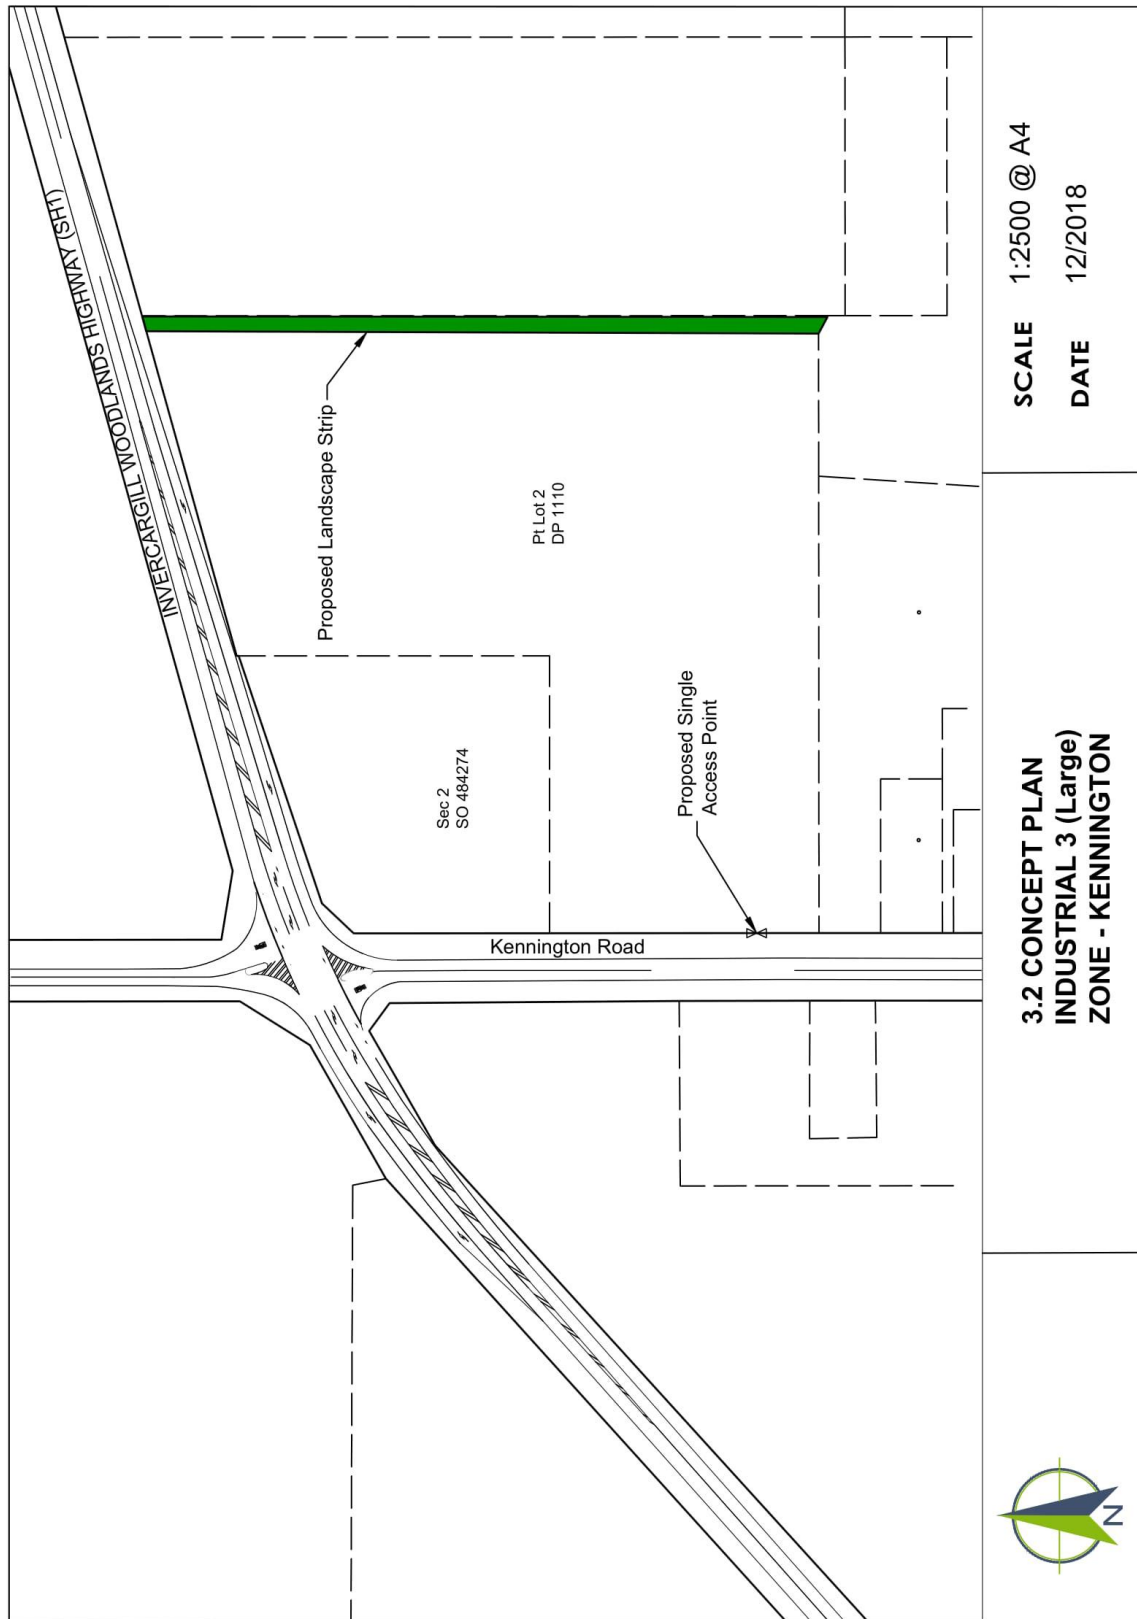 INVERCARGILL WOODLANDS HIGHWAY (SH1)
Proposed Landscape Strip
Pt Lot 2
DP 1110
Sec 2
SO 484274
Proposed Single
Access Point
Kennington Road
3.2 CONCEPT PLAN
INDUSTRIAL 3 (Large)
ZONE - KENNINGTON
SCALE 1:2500 @ A4
DATE 12/2018
N